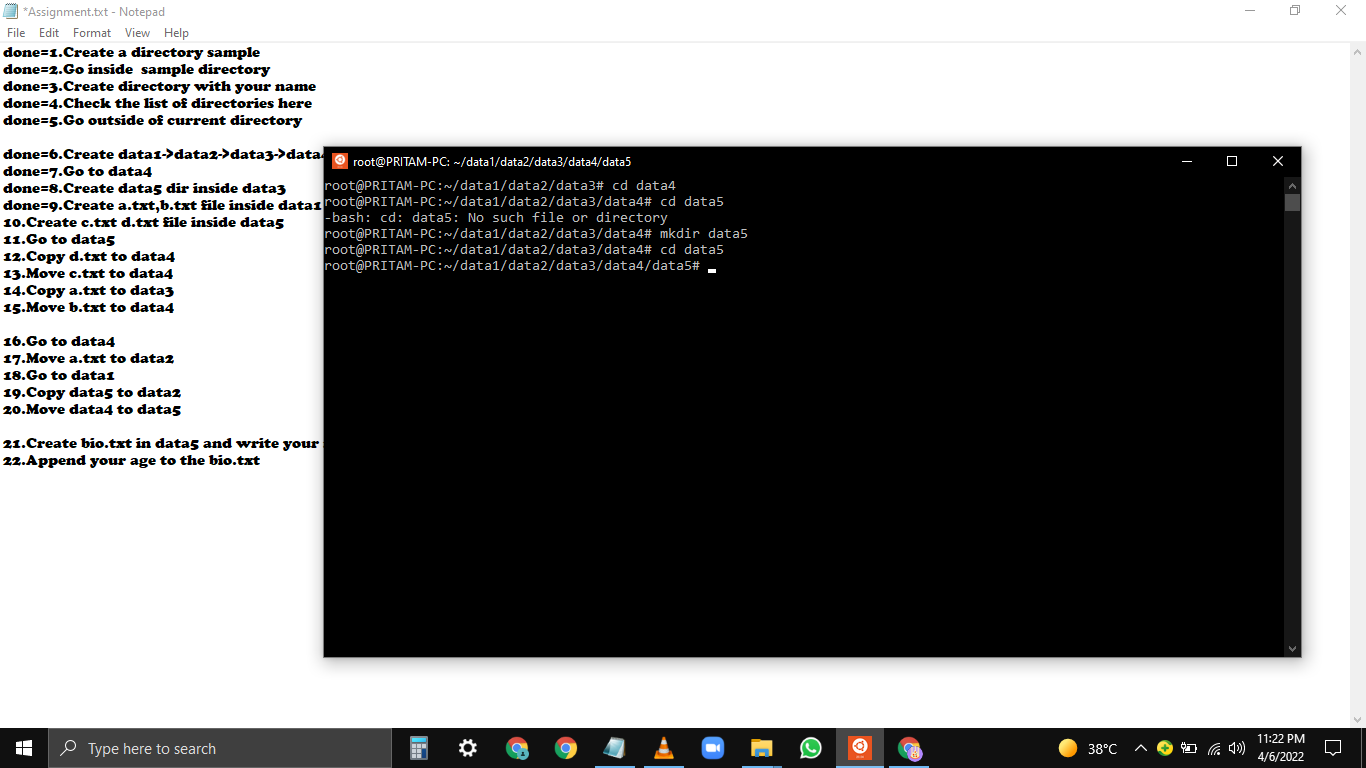 *Assignment.txt - Notepad
File Edit Format View Help
done=1.Create a directory sample
done=2.Go inside  sample directory
done=3.Create directory with your name
done=4.Check the list of directories here
done=5.Go outside of current directory
done=6.Create data1->data2->data3->data4
done=7.Go to data4
done=8.Create data5 dir inside data3
done=9.Create a.txt,b.txt file inside data1
10.Create c.txt d.txt file inside data5
11.Go to data5
12.Copy d.txt to data4
13.Move c.txt to data4
14.Copy a.txt to data3
15.Move b.txt to data4
16.Go to data4
17.Move a.txt to data2
18.Go to data1
19.Copy data5 to data2
20.Move data4 to data5
21.Create bio.txt in data5 and write your
22.Append your age to the bio.txt
root@PRITAM-PC: ~/data1/data2/data3/data4/data5
root@PRITAM-PC:~/data1/data2/data3# cd data4
root@PRITAM-PC:~/data1/data2/data3/data4# cd data5
-bash: cd: data5: No such file or directory
root@PRITAM-PC:~/data1/data2/data3/data4# mkdir data5
root@PRITAM-PC:~/data1/data2/data3/data4# cd data5
root@PRITAM-PC:~/data1/data2/data3/data4/data5#
Type here to search
38°C
11:22 PM
4/6/2022